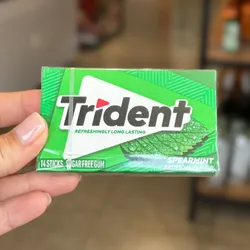 Trident
REFRESHINGLY LONG LASTING
14 STICKS, SUGAR FREE GUM
SPEARMINT